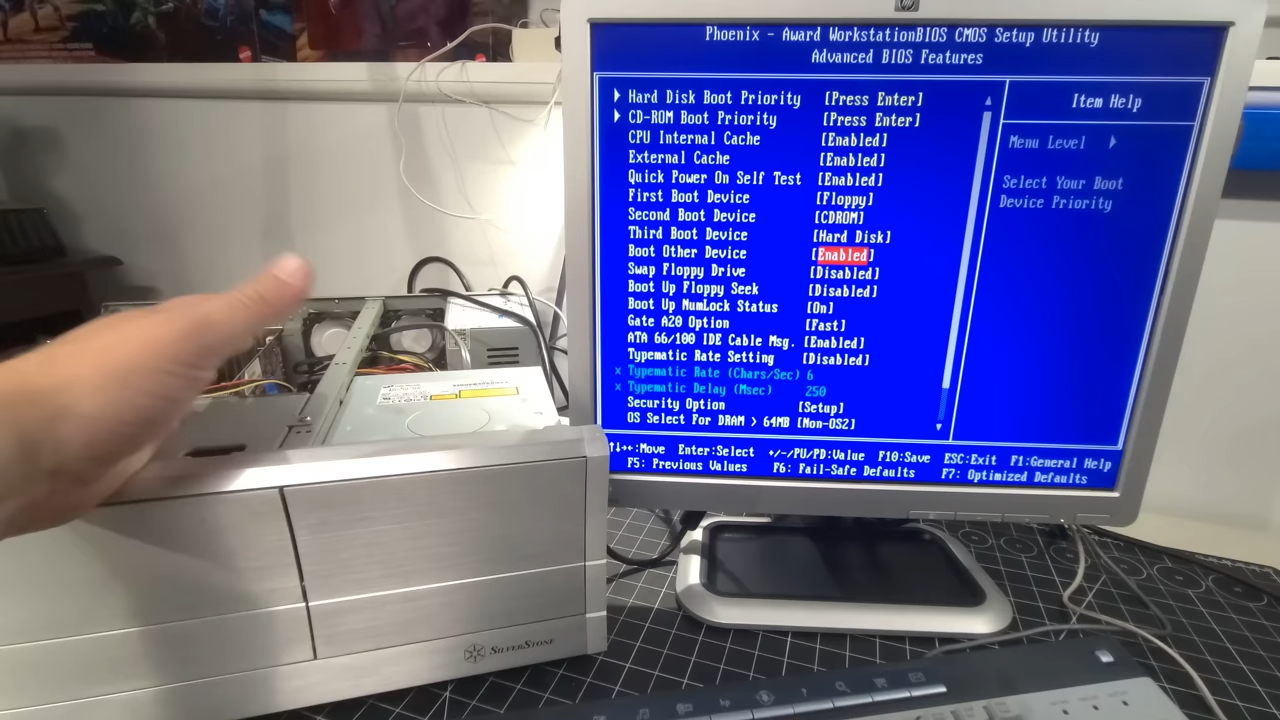 Phoenix - Award WorkstationBIOS CMOS Setup Utility
Advanced BIOS Features
Hard Disk Boot Priority [Press Enter]
CD-ROM Boot Priority [Press Enter]
CPU Internal Cache [Enabled]
External Cache [Enabled]
Quick Power On Self Test [Enabled]
First Boot Device [Floppy]
Second Boot Device [CDROM]
Third Boot Device [Hard Disk]
Boot Other Device [Enabled]
Swap Floppy Drive [Disabled]
Boot Up Floppy Seek [Disabled]
Boot Up NumLock Status [On]
Gate A20 Option [Fast]
ATA 66/100 IDE Cable Msg. [Enabled]
Typematic Rate Setting [Disabled]
x Typematic Rate (Chars/Sec) 6
x Typematic Delay (Msec) 250
Security Option [Setup]
OS Select For DRAM > 64MB [Non-OS2]
Item Help
Menu Level
Select Your Boot
Device Priority
↑↓→←:Move Enter:Select +/-/PU/PD:Value F10:Save ESC:Exit F1:General Help
F5: Previous Values F6: Fail-Safe Defaults F7: Optimized Defaults
hp
SILVERSTONE